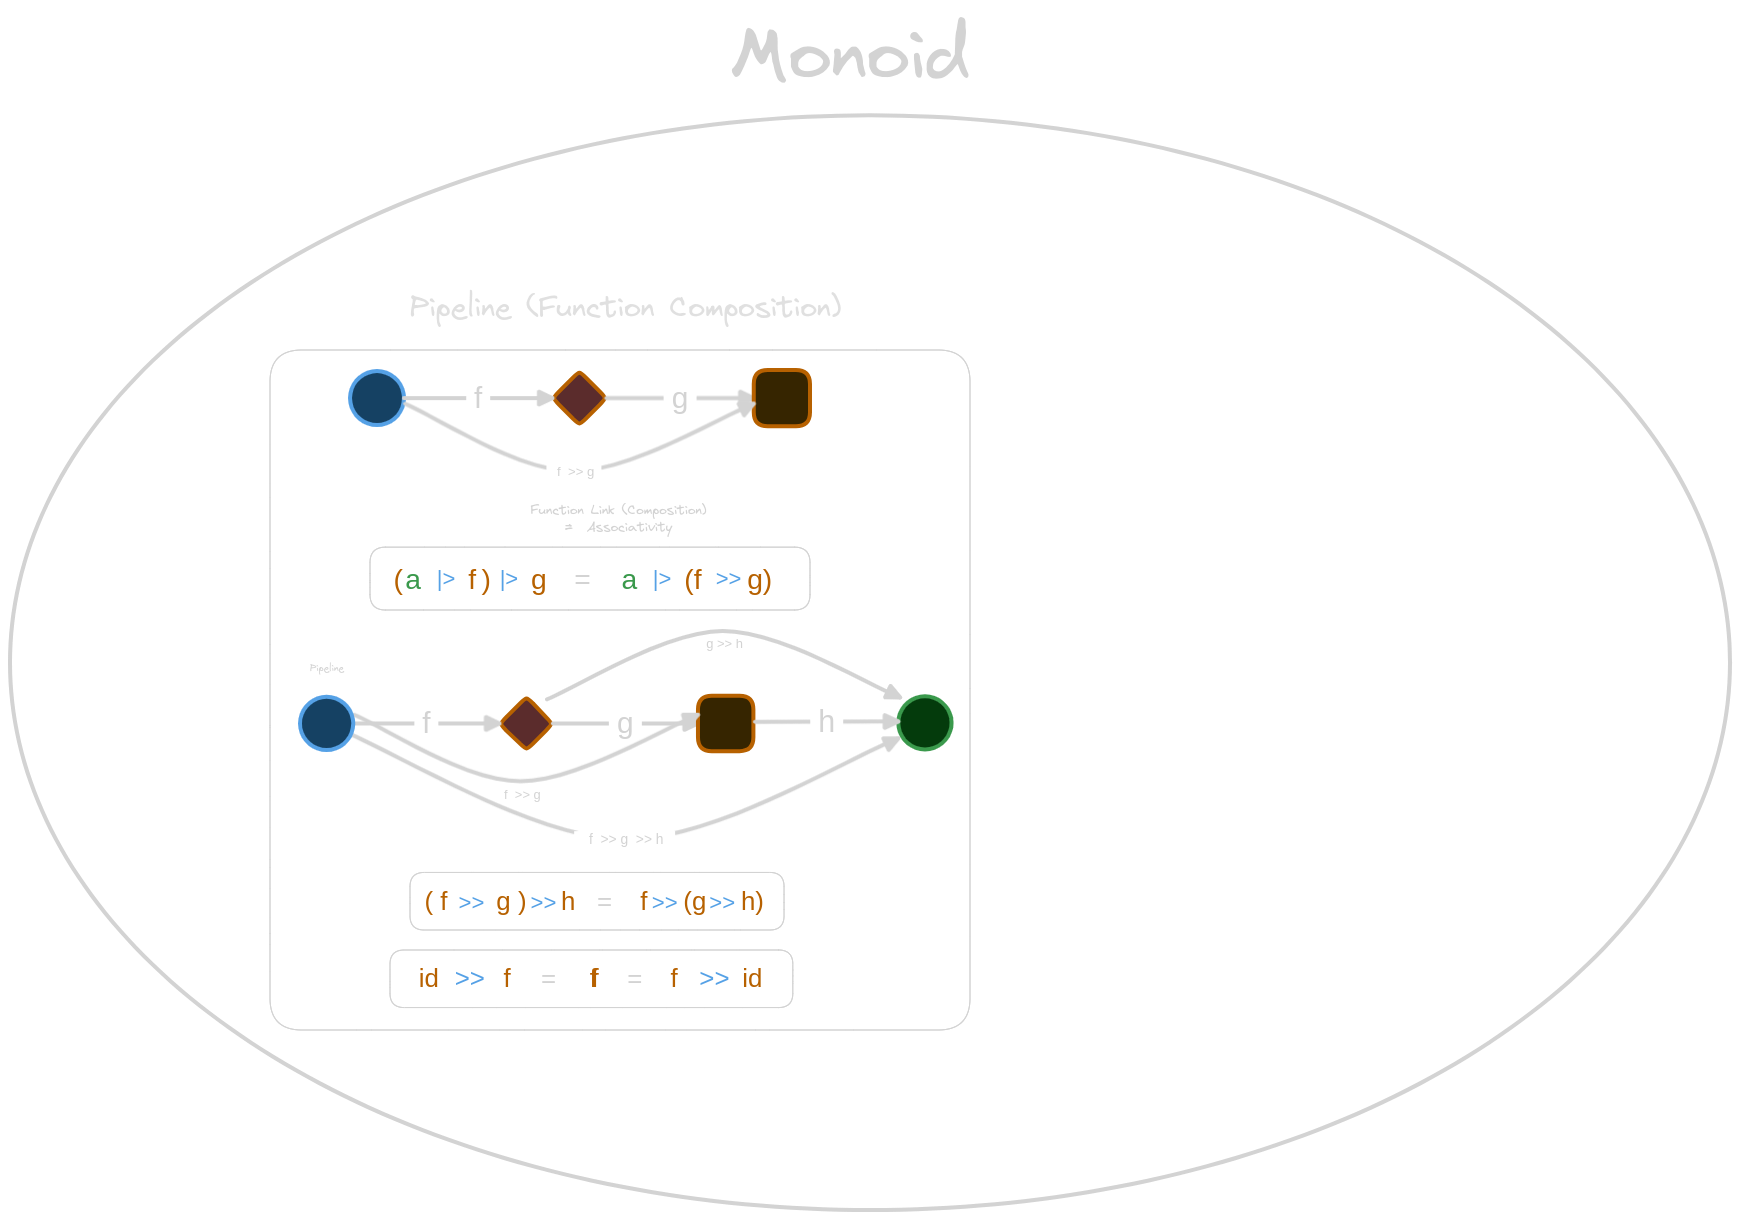 Monoid
Pipeline (Function Composition)
f
g
f >> g
Function Link (Composition)
= Associativity
(a |> f) |> g = a |> (f >> g)
g >> h
Pipeline
f
g
h
f >> g
f >> g >> h
( f >> g ) >> h = f >> (g >> h)
id >> f = f = f >> id